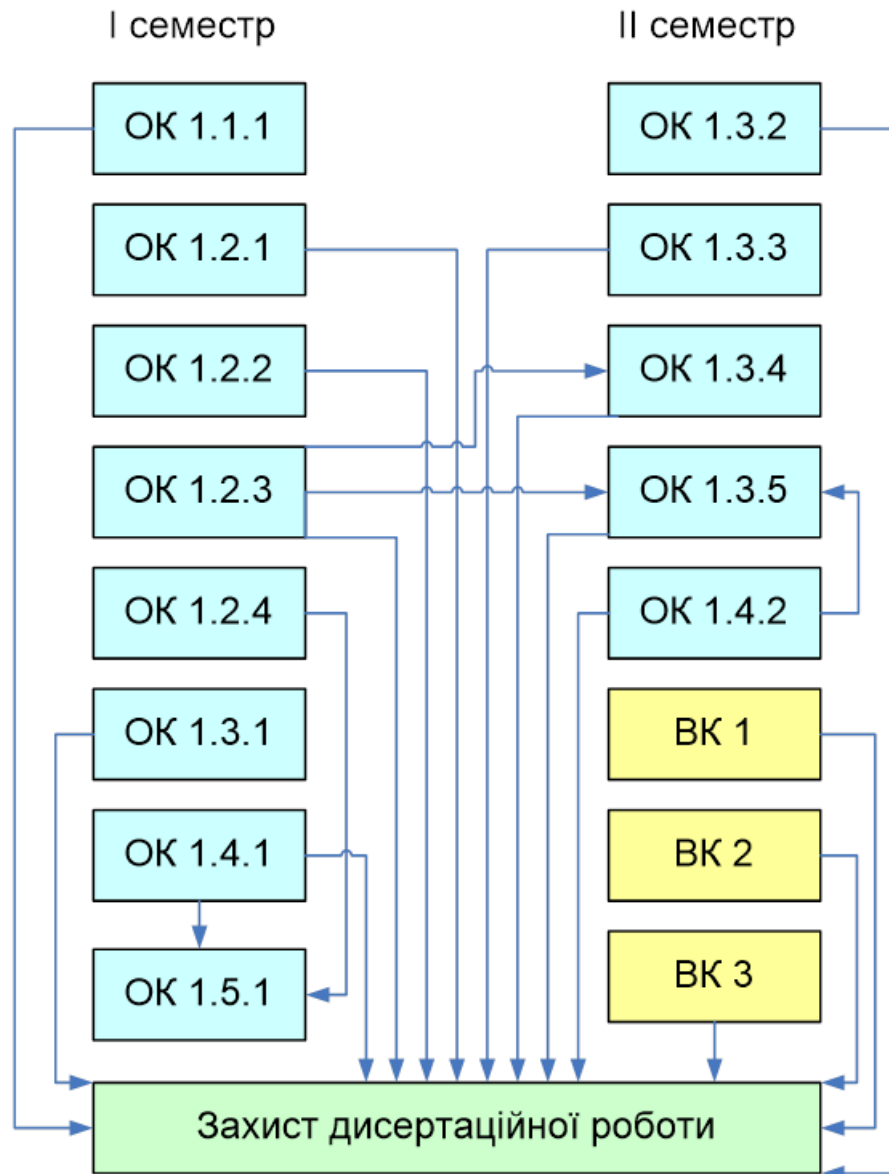 I семестр
II семестр
ОК 1.1.1
ОК 1.3.2
ОК 1.2.1
ОК 1.3.3
ОК 1.2.2
ОК 1.3.4
ОК 1.2.3
ОК 1.3.5
ОК 1.2.4
ОК 1.4.2
ОК 1.3.1
ВК 1
ОК 1.4.1
ВК 2
ОК 1.5.1
ВК 3
Захист дисертаційної роботи